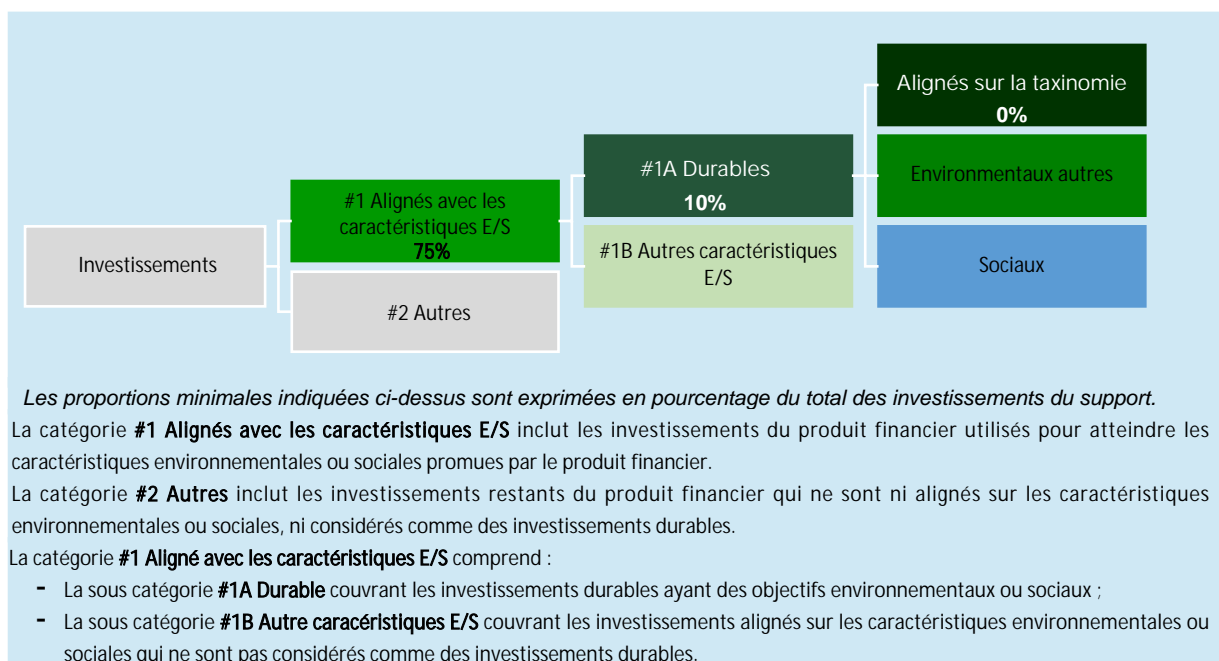 Alignés sur la taxinomie
0%
#1A Durables
10%
Environmentaux autres
#1 Alignés avec les
caractéristiques E/S
75%
Investissements
#1B Autres caractéristiques
E/S
Sociaux
#2 Autres
Les proportions minimales indiquées ci-dessus sont exprimées en pourcentage du total des investissements du support.
La catégorie #1 Alignés avec les caractéristiques E/S inclut les investissements du produit financier utilisés pour atteindre les
caractéristiques environnementales ou sociales promues par le produit financier.
La catégorie #2 Autres inclut les investissements restants du produit financier qui ne sont ni alignés sur les caractéristiques
environnementales ou sociales, ni considérés comme des investissements durables.
La catégorie #1 Aligné avec les caractéristiques E/S comprend :
- La sous catégorie #1A Durable couvrant les investissements durables ayant des objectifs environnementaux ou sociaux ;
- La sous catégorie #1B Autre caracéristiques E/S couvrant les investissements alignés sur les caractéristiques environnementales ou
sociales qui ne sont pas considérés comme des investissements durables.